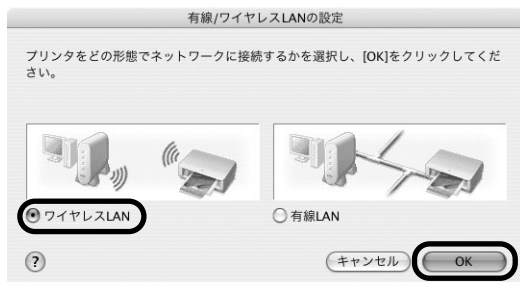 有線/ワイヤレスLANの設定
プリンタをどの形態でネットワークに接続するかを選択し、[OK]をクリックしてくだ
さい。
ワイヤレスLAN
有線LAN
?
キャンセル
OK